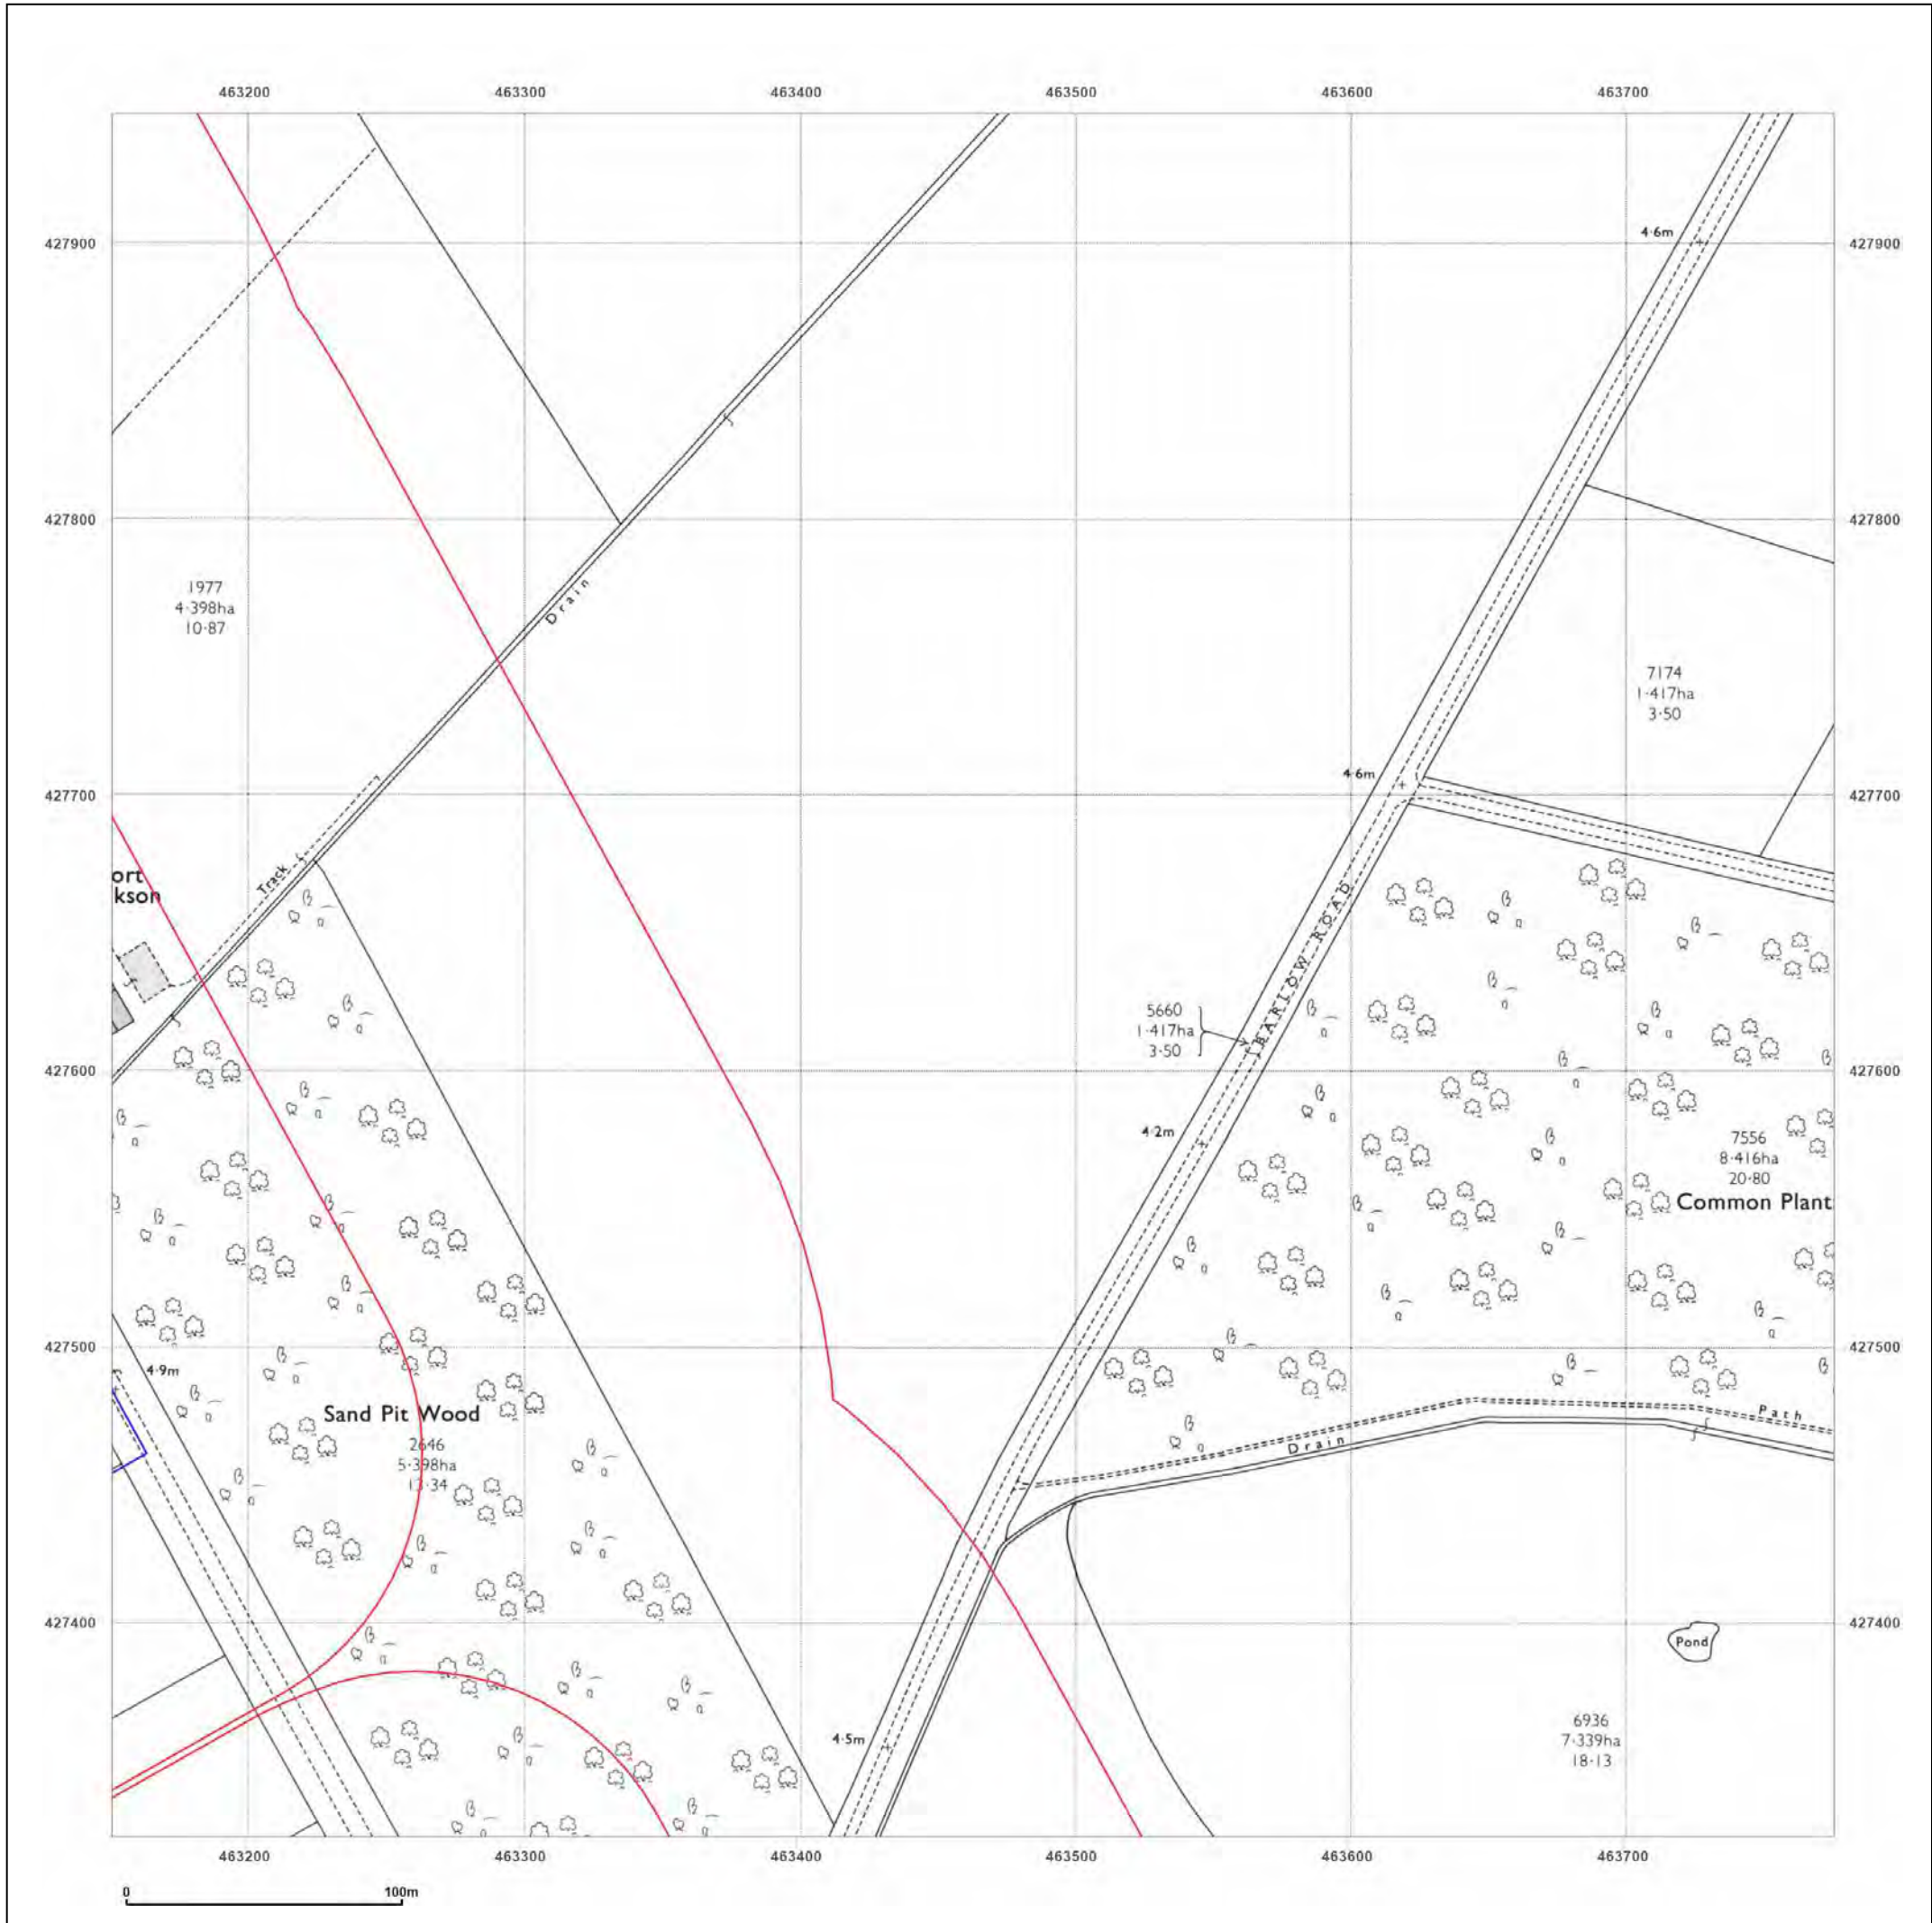 463200 463300 463400 463500 463600 463700
427900 4·6m 427900
427800 427800
1977
4·398ha
10·87
Drain
7174
1·417ha
3·50
427700 4·6m 427700
ort
kson
Track
BARLOW ROAD
5660
1·417ha
3·50
427600 427600
4·2m
7556
8·416ha
20·80
Common Plant
427500 427500
4·9m
Sand Pit Wood
2646
5·398ha
13·34
Path
Drain
427400 427400
Pond
4·5m
6936
7·339ha
18·13
463200 463300 463400 463500 463600 463700
0 100m